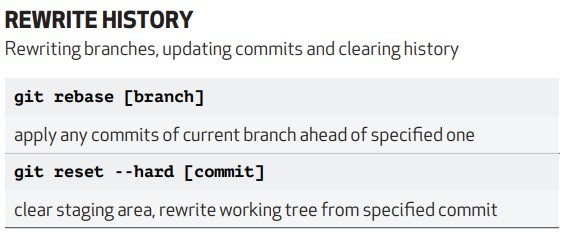 REWRITE HISTORY
Rewriting branches, updating commits and clearing history
git rebase [branch]
apply any commits of current branch ahead of specified one
git reset --hard [commit]
clear staging area, rewrite working tree from specified commit